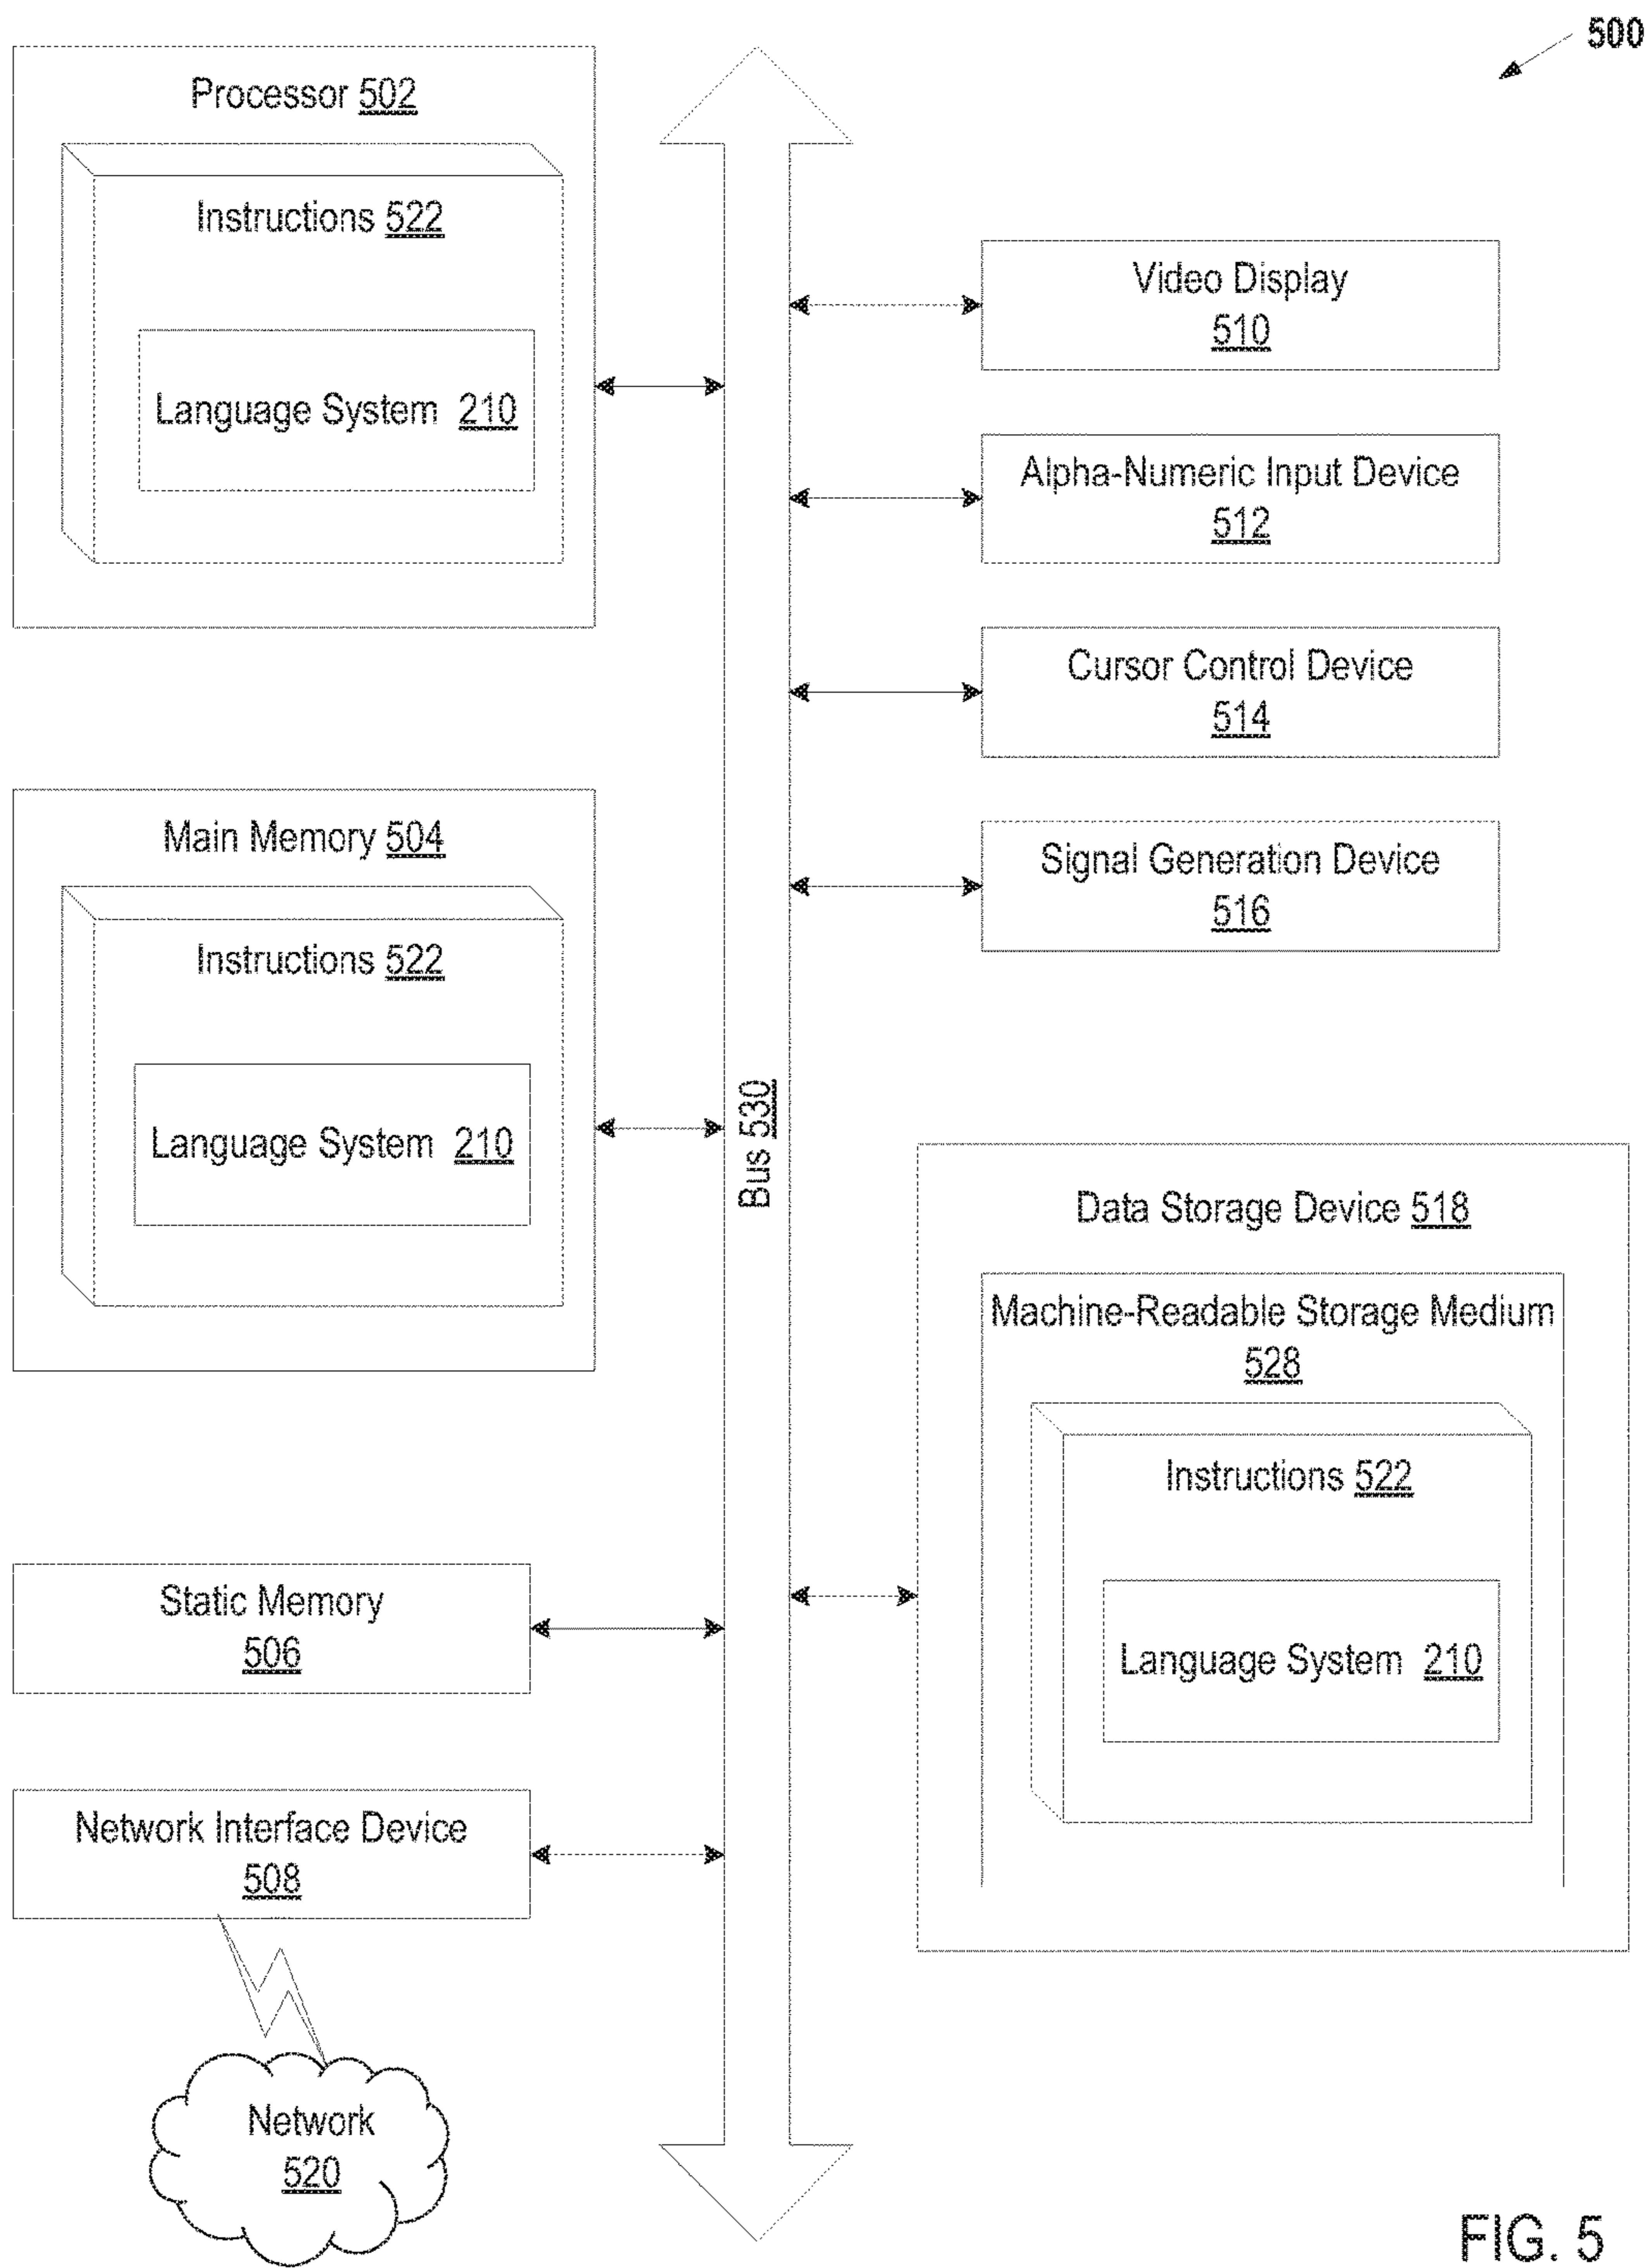 500
Processor 502
Instructions 522
Language System 210
Video Display
510
Alpha-Numeric Input Device
512
Cursor Control Device
514
Signal Generation Device
516
Main Memory 504
Instructions 522
Language System 210
Bus 530
Data Storage Device 518
Machine-Readable Storage Medium
528
Instructions 522
Language System 210
Static Memory
506
Network Interface Device
508
Network
520
FIG. 5